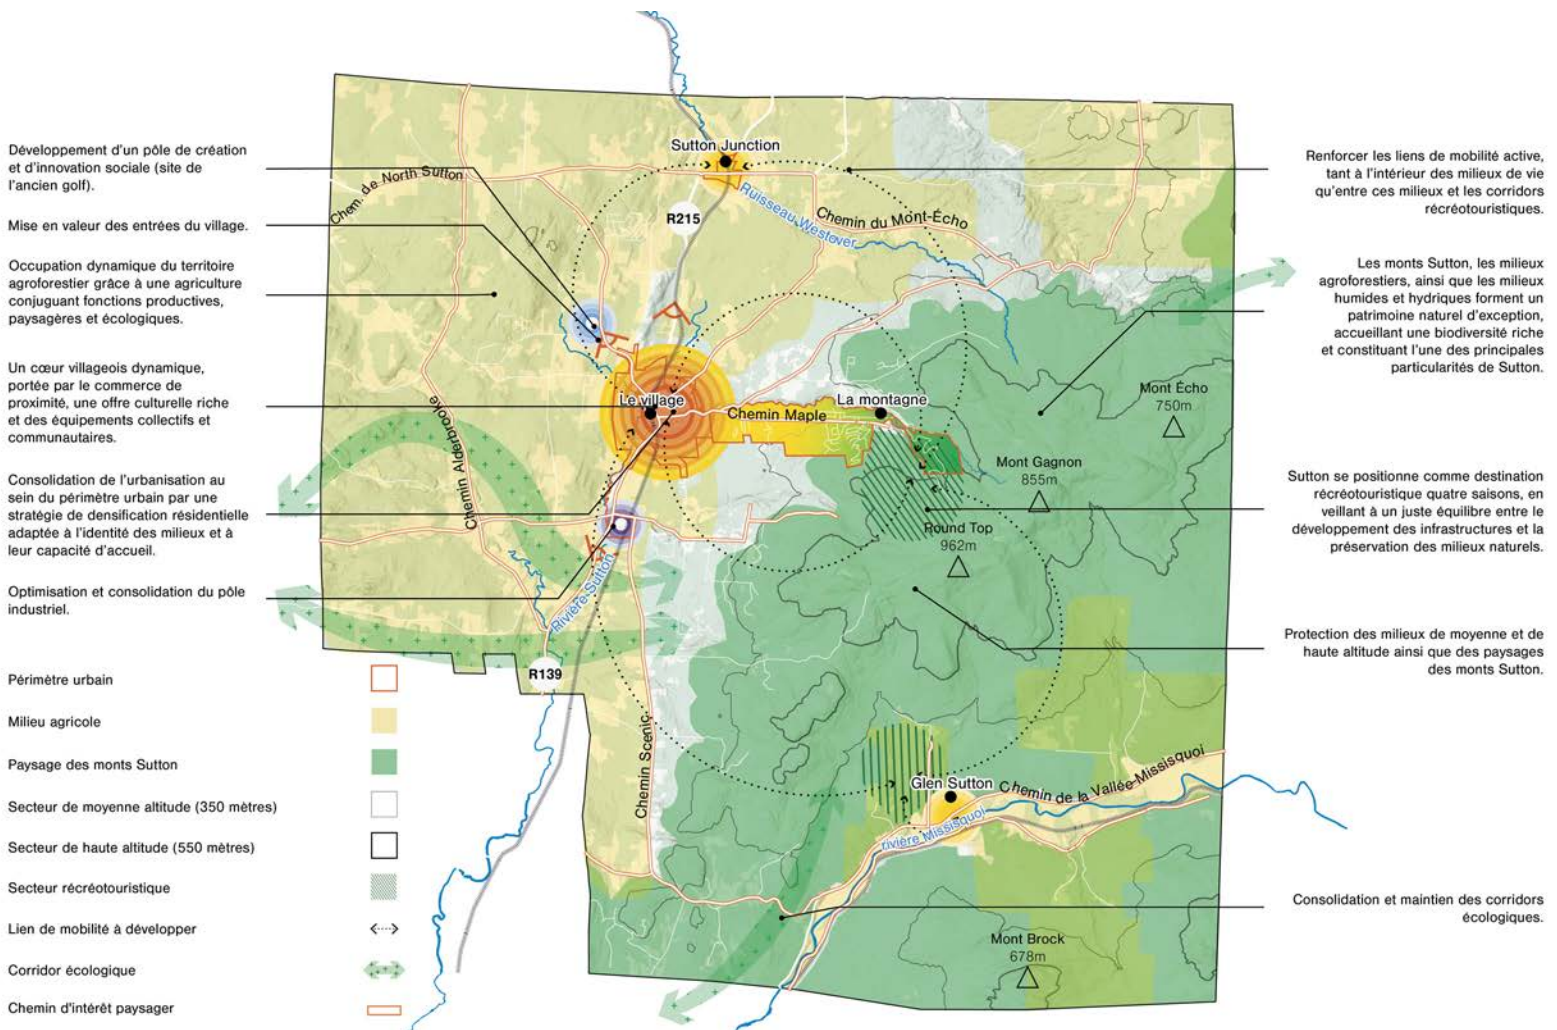 Développement d'un pôle de création
et d'innovation sociale (site de
l'ancien golf).
Mise en valeur des entrées du village.
Occupation dynamique du territoire
agroforestier grâce à une agriculture
conjuguant fonctions productives,
paysagères et écologiques.
Un cœur villageois dynamique,
portée par le commerce de
proximité, une offre culturelle riche
et des équipements collectifs et
communautaires.
Consolidation de l'urbanisation au
sein du périmètre urbain par une
stratégie de densification résidentielle
adaptée à l'identité des milieux et à
leur capacité d'accueil.
Optimisation et consolidation du pôle
industriel.
Périmètre urbain
Milieu agricole
Paysage des monts Sutton
Secteur de moyenne altitude (350 mètres)
Secteur de haute altitude (550 mètres)
Secteur récréotouristique
Lien de mobilité à développer
Corridor écologique
Chemin d'intérêt paysager
Sutton Junction
Chem. de North Sutton
R215
Ruisseau Westover
Chemin du Mont-Écho
Le village
Chemin Maple
La montagne
Chemin Alderbrooke
Mont Écho
750m
Mont Gagnon
855m
Round Top
962m
Rivière Sutton
R139
Chemin Scenic
Glen Sutton
Chemin de la Vallée Missisquoi
rivière Missisquoi
Mont Brock
678m
Renforcer les liens de mobilité active,
tant à l'intérieur des milieux de vie
qu'entre ces milieux et les corridors
récréotouristiques.
Les monts Sutton, les milieux
agroforestiers, ainsi que les milieux
humides et hydriques forment un
patrimoine naturel d'exception,
accueillant une biodiversité riche
et constituant l'une des principales
particularités de Sutton.
Sutton se positionne comme destination
récréotouristique quatre saisons, en
veillant à un juste équilibre entre le
développement des infrastructures et la
préservation des milieux naturels.
Protection des milieux de moyenne et de
haute altitude ainsi que des paysages
des monts Sutton.
Consolidation et maintien des corridors
écologiques.